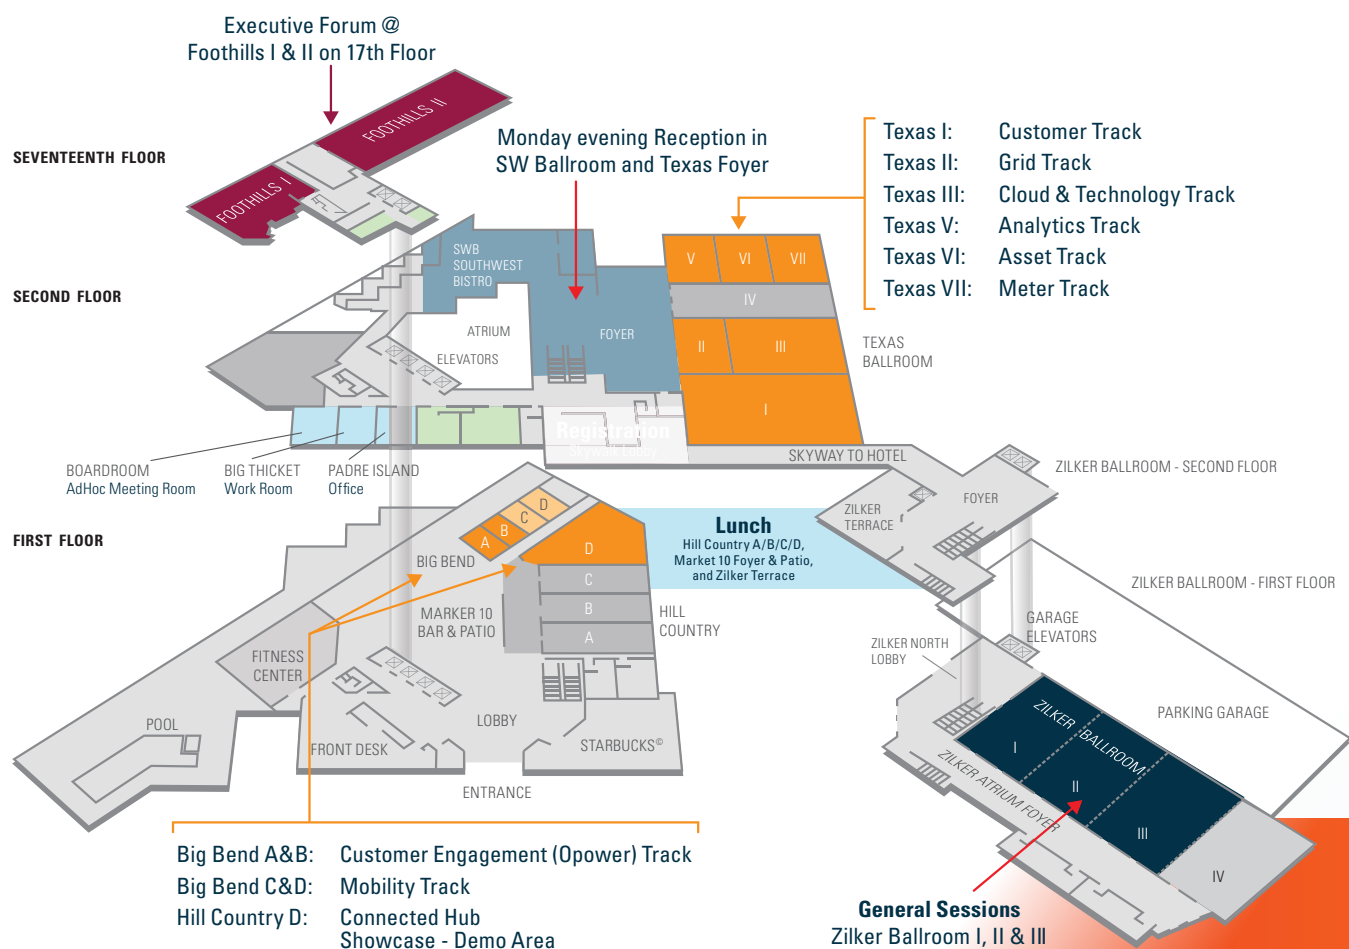 Executive Forum @
Foothills I & II on 17th Floor
FOOTHILLS II
SEVENTEENTH FLOOR
FOOTHILLS I
Monday evening Reception in
SW Ballroom and Texas Foyer
Texas I: Customer Track
Texas II: Grid Track
Texas III: Cloud & Technology Track
Texas V: Analytics Track
Texas VI: Asset Track
Texas VII: Meter Track
SECOND FLOOR
SWB
SOUTHWEST
BISTRO
V VI VII
IV
ATRIUM
ELEVATORS
FOYER
II III
TEXAS
BALLROOM
I
Registration
Skywalk Lobby
SKYWAY TO HOTEL
BOARDROOM
AdHoc Meeting Room
BIG THICKET
Work Room
PADRE ISLAND
Office
ZILKER BALLROOM - SECOND FLOOR
FOYER
ZILKER
TERRACE
FIRST FLOOR
A B C D
BIG BEND
D
C
B
A
Lunch
Hill Country A/B/C/D,
Market 10 Foyer & Patio,
and Zilker Terrace
ZILKER BALLROOM - FIRST FLOOR
MARKER 10
BAR & PATIO
HILL
COUNTRY
GARAGE
ELEVATORS
ZILKER NORTH
LOBBY
FITNESS
CENTER
POOL
LOBBY
FRONT DESK
STARBUCKS©
ENTRANCE
PARKING GARAGE
ZILKER BALLROOM
I
II
III
IV
ZILKER ATRIUM FOYER
Big Bend A&B: Customer Engagement (Opower) Track
Big Bend C&D: Mobility Track
Hill Country D: Connected Hub
Showcase - Demo Area
General Sessions
Zilker Ballroom I, II & III